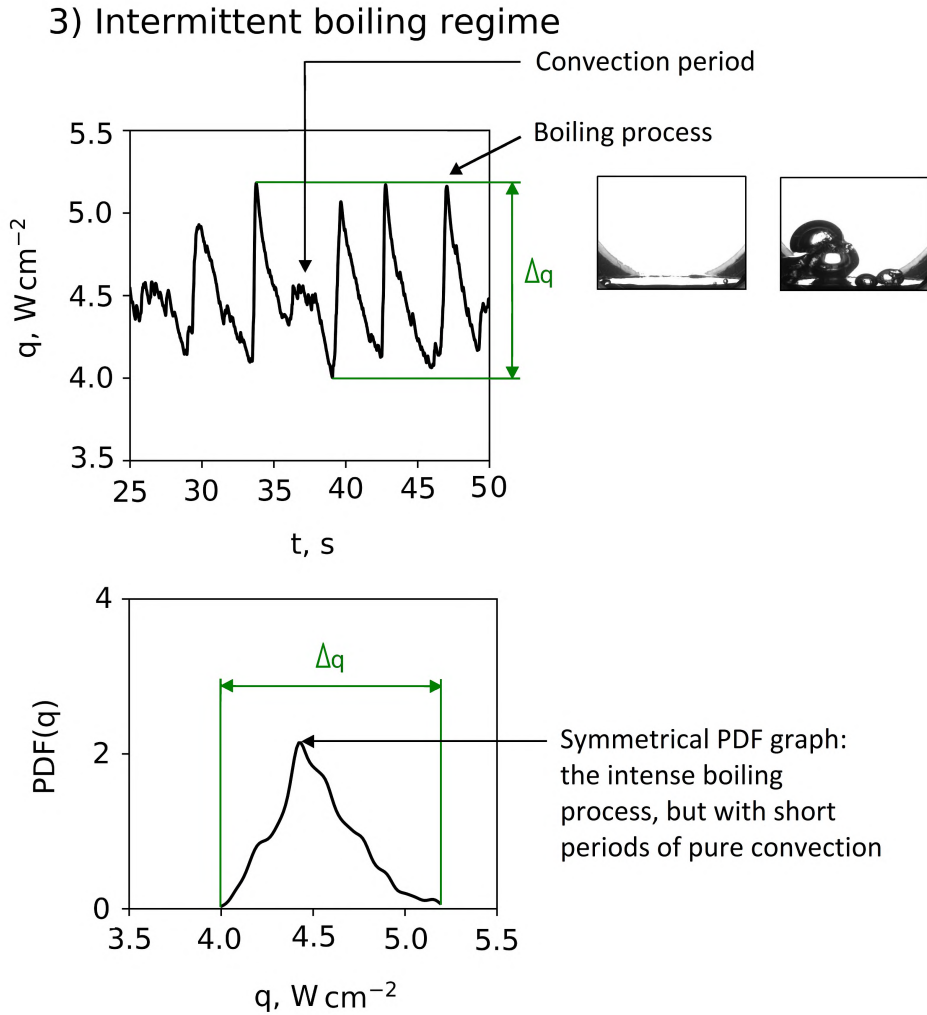 3) Intermittent boiling regime
Convection period
Boiling process
5.5
5.0
4.5
4.0
3.5
q, W cm⁻²
Δq
25 30 35 40 45 50
t, s
4
2
0
PDF(q)
Δq
Symmetrical PDF graph:
the intense boiling
process, but with short
periods of pure convection
3.5 4.0 4.5 5.0 5.5
q, W cm⁻²